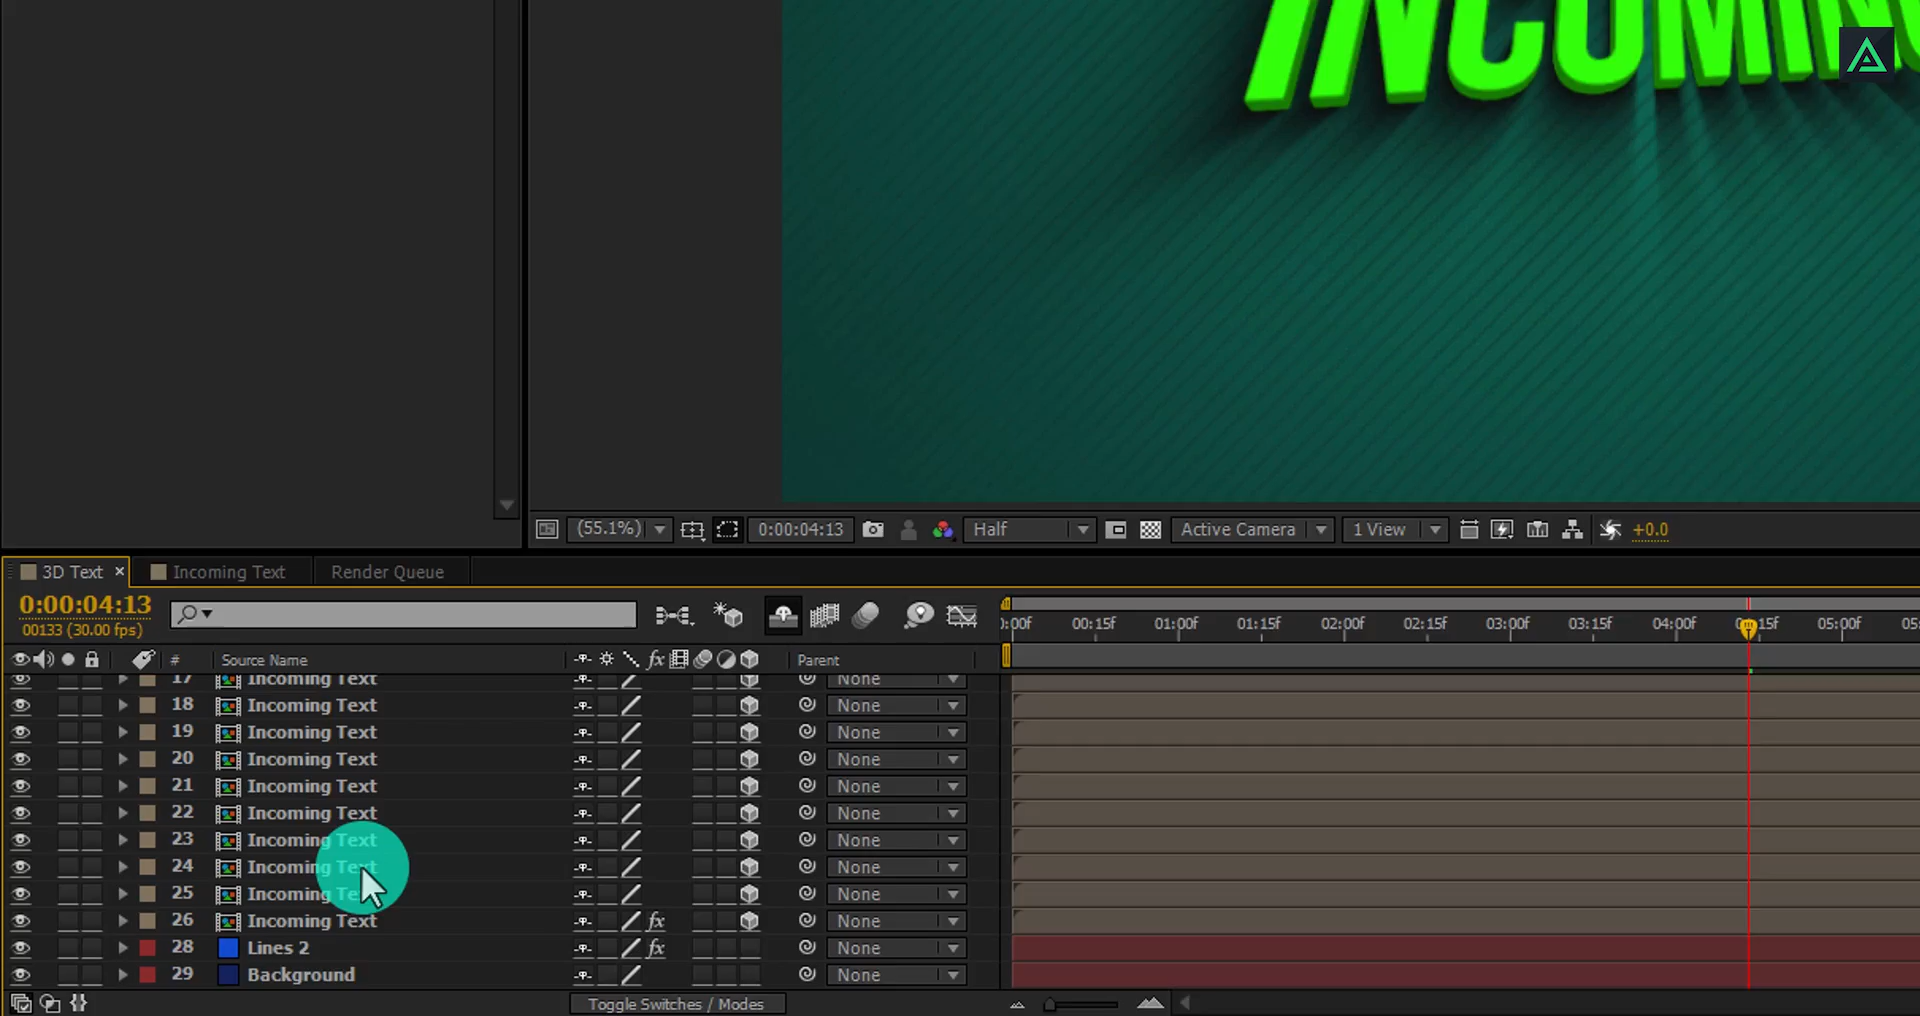 INCOMING
(55.1%) 0:00:04:13 Half Active Camera 1 View +0.0
3D Text × Incoming Text Render Queue
0:00:04:13
00133 (30.00 fps)
):00f 00:15f 01:00f 01:15f 02:00f 02:15f 03:00f 03:15f 04:00f 05:00f
# Source Name fx Parent
17 Incoming Text None
18 Incoming Text None
19 Incoming Text None
20 Incoming Text None
21 Incoming Text None
22 Incoming Text None
23 Incoming Text None
24 Incoming Text None
25 Incoming Text None
26 Incoming Text fx None
28 Lines 2 fx None
29 Background None
Toggle Switches / Modes